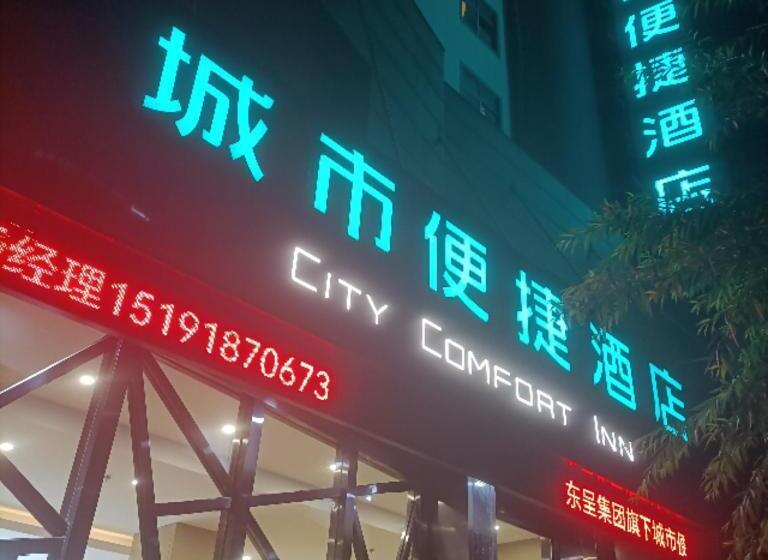 城市便捷酒店
CITY COMFORT INN
便捷酒店
经理15191870673
东呈集团旗下城市便